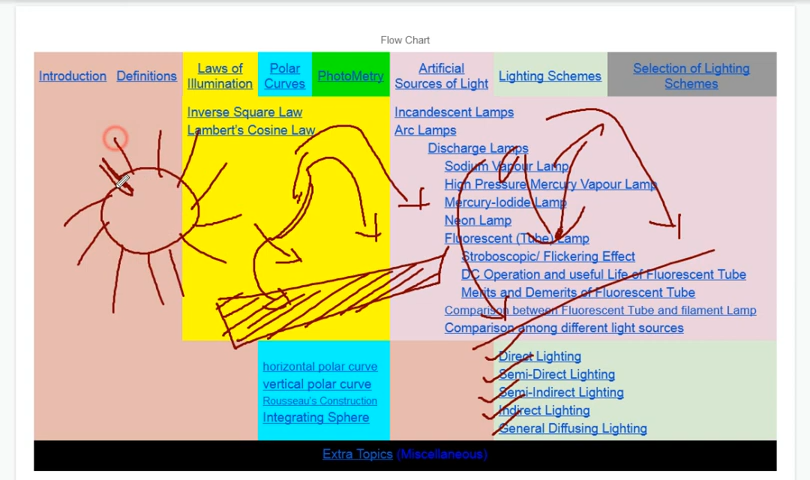 Flow Chart
Introduction
Definitions
Laws of
Illumination
Polar
Curves
PhotoMetry
Artificial
Sources of Light
Lighting Schemes
Selection of Lighting
Schemes
Inverse Square Law
Lambert's Cosine Law
Incandescent Lamps
Arc Lamps
Discharge Lamps
Sodium Vapour Lamp
High Pressure Mercury Vapour Lamp
Mercury-Iodide Lamp
Neon Lamp
Fluorescent (Tube) Lamp
Stroboscopic/ Flickering Effect
DC Operation and useful Life of Fluorescent Tube
Merits and Demerits of Fluorescent Tube
Comparison between Fluorescent Tube and filament Lamp
Comparison among different light sources
horizontal polar curve
vertical polar curve
Rousseau's Construction
Integrating Sphere
Direct Lighting
Semi-Direct Lighting
Semi-Indirect Lighting
Indirect Lighting
General Diffusing Lighting
Extra Topics (Miscellaneous)